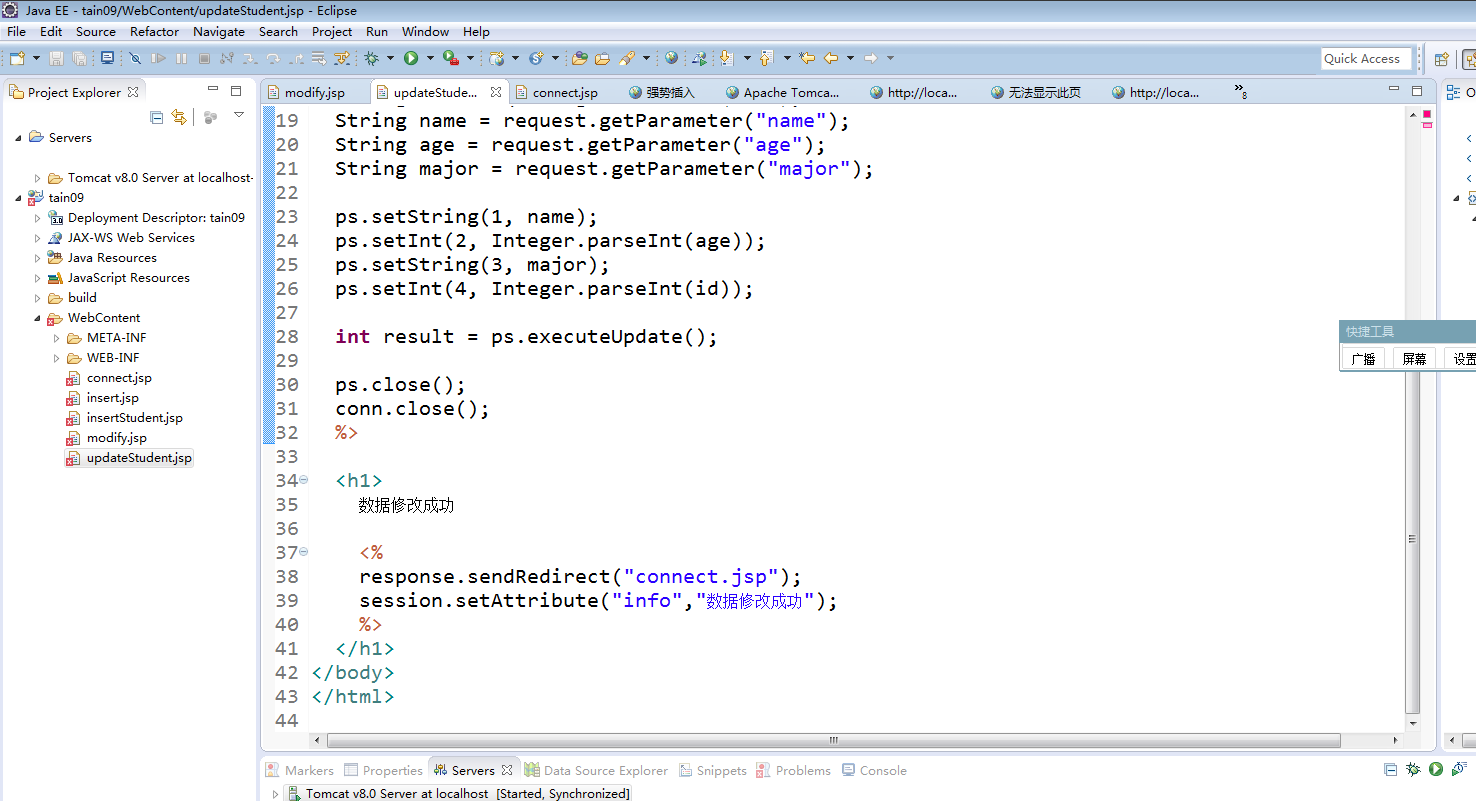 Java EE - tain09/WebContent/updateStudent.jsp - Eclipse
File Edit Source Refactor Navigate Search Project Run Window Help
Quick Access
Project Explorer
modify.jsp updateStude... connect.jsp 强势插入 Apache Tomca... http://loca... 无法显示此页 http://loca... »8
Servers
Tomcat v8.0 Server at localhost-
tain09
Deployment Descriptor: tain09
JAX-WS Web Services
Java Resources
JavaScript Resources
build
WebContent
META-INF
WEB-INF
connect.jsp
insert.jsp
insertStudent.jsp
modify.jsp
updateStudent.jsp
19 String name = request.getParameter("name");
20 String age = request.getParameter("age");
21 String major = request.getParameter("major");
22
23 ps.setString(1, name);
24 ps.setInt(2, Integer.parseInt(age));
25 ps.setString(3, major);
26 ps.setInt(4, Integer.parseInt(id));
27
28 int result = ps.executeUpdate();
29
30 ps.close();
31 conn.close();
32 %>
33
34 <h1>
35 数据修改成功
36
37 <%
38 response.sendRedirect("connect.jsp");
39 session.setAttribute("info","数据修改成功");
40 %>
41 </h1>
42 </body>
43 </html>
44
快捷工具
广播 屏幕 设置
Markers Properties Servers Data Source Explorer Snippets Problems Console
Tomcat v8.0 Server at localhost [Started, Synchronized]